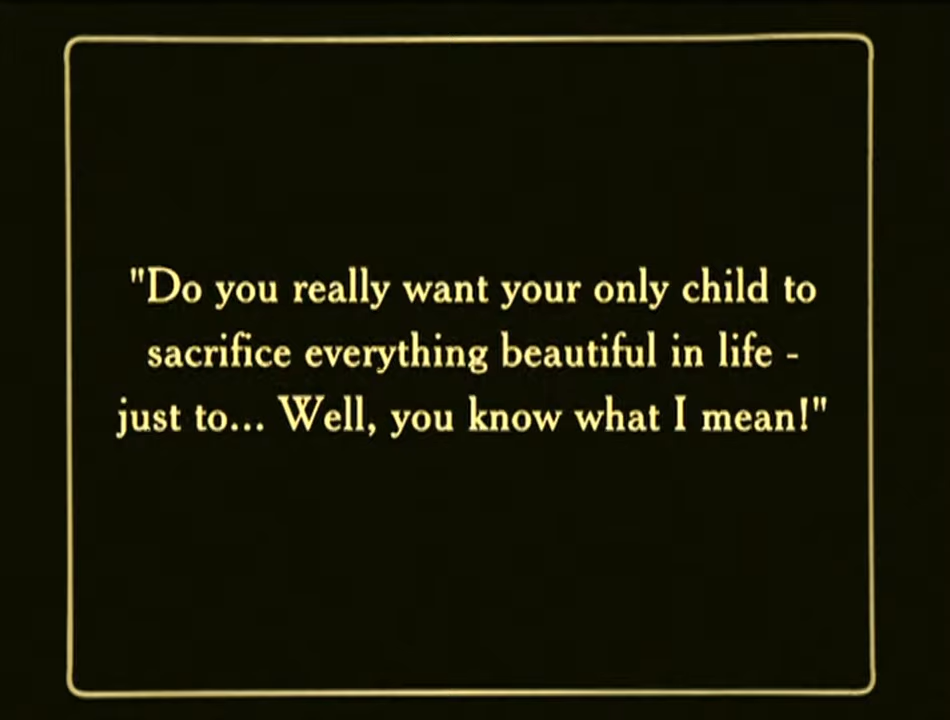 "Do you really want your only child to
sacrifice everything beautiful in life -
just to... Well, you know what I mean!"